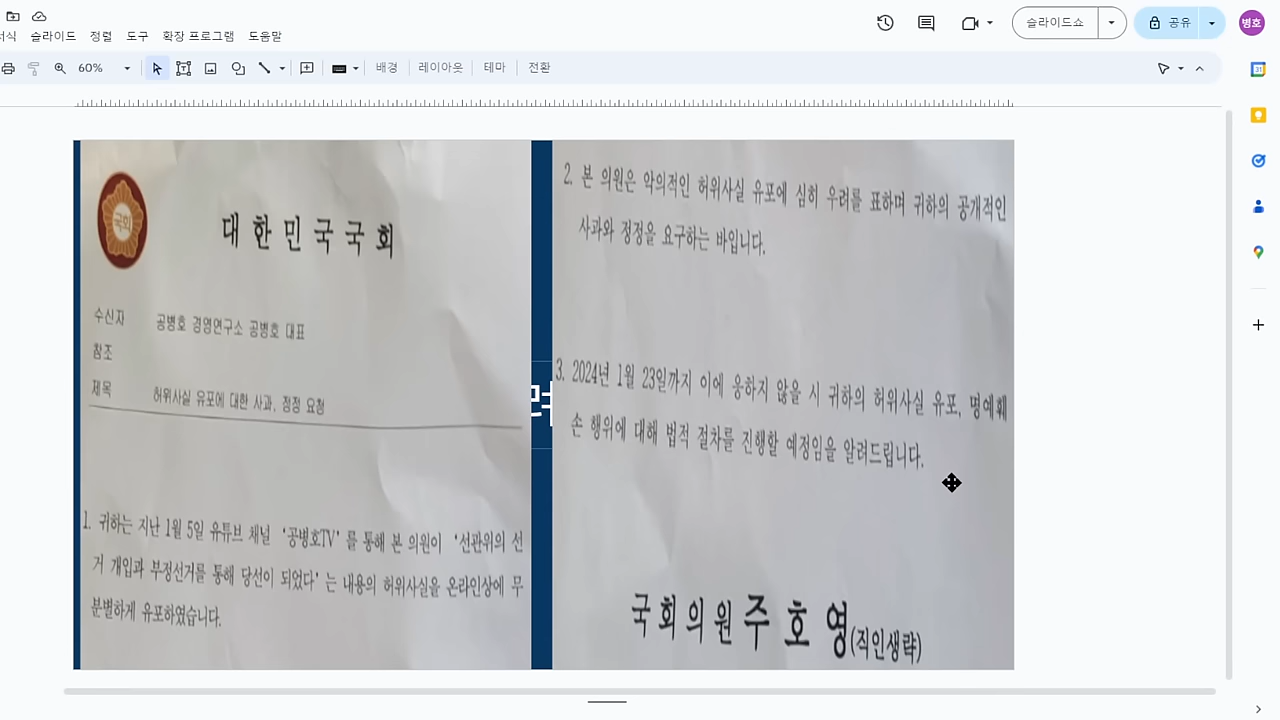 서식 슬라이드 정렬 도구 확장 프로그램 도움말
슬라이드쇼
공유
병호
60%
배경 레이아웃 테마 전환
31
국회
대한민국국회
수신자 공병호 경영연구소 공병호 대표
참조
제목 허위사실 유포에 대한 사과, 정정 요청
1. 귀하는 지난 1월 5일 유튜브 채널 '공병호TV'를 통해 본 의원이 '선관위의 선
거 개입과 부정선거를 통해 당선이 되었다'는 내용의 허위사실을 온라인상에 무
분별하게 유포하였습니다.
2. 본 의원은 악의적인 허위사실 유포에 심히 우려를 표하며 귀하의 공개적인
사과와 정정을 요구하는 바입니다.
3. 2024년 1월 23일까지 이에 응하지 않을 시 귀하의 허위사실 유포, 명예훼
손 행위에 대해 법적 절차를 진행할 예정임을 알려드립니다.
국회의원 주호영(직인생략)